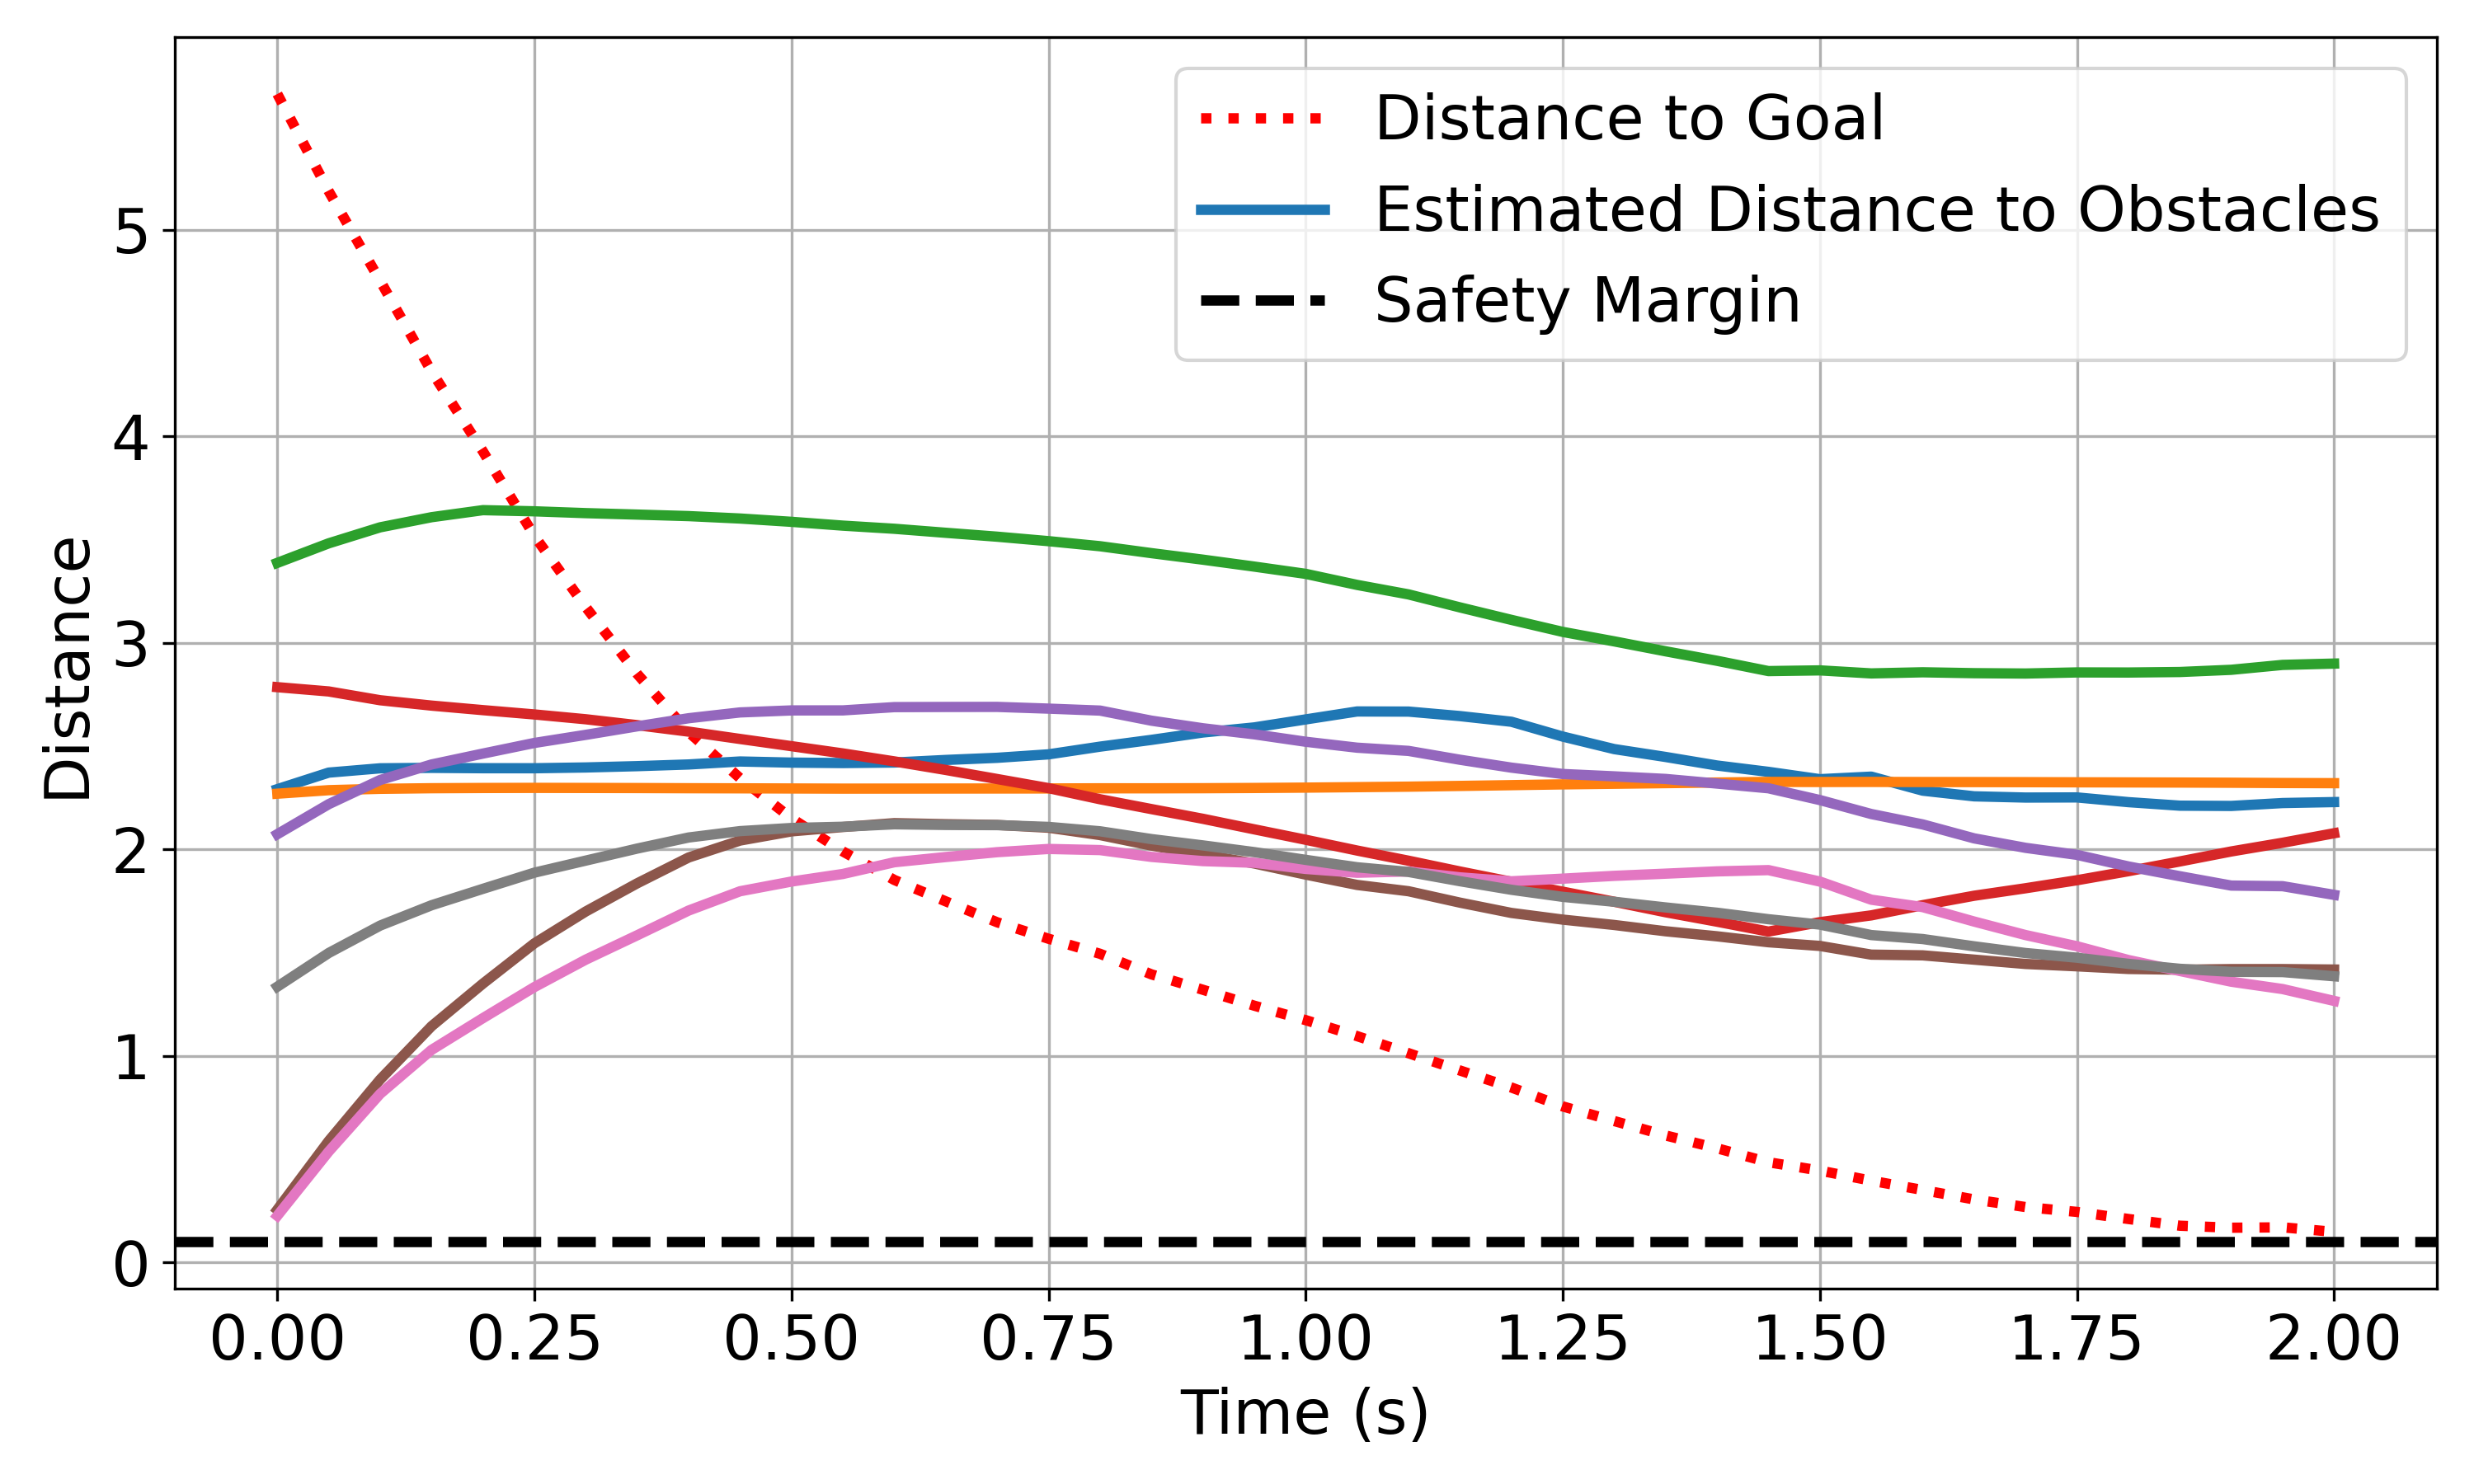 Distance to Goal
Estimated Distance to Obstacles
Safety Margin
Distance
5
4
3
2
1
0
0.00 0.25 0.50 0.75 1.00 1.25 1.50 1.75 2.00
Time (s)